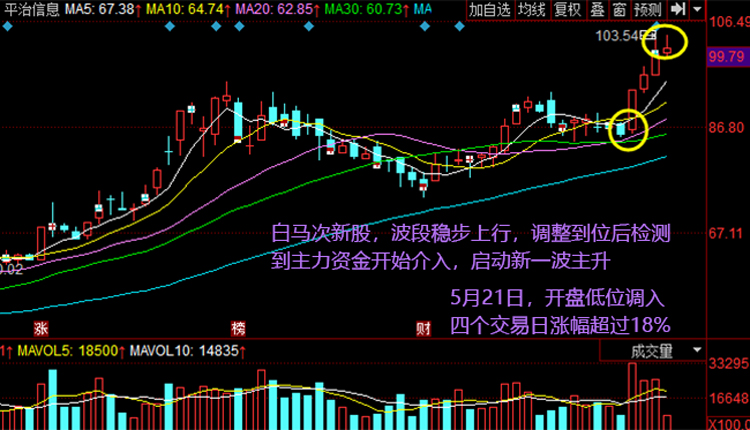 平治信息 MA5: 67.38↑ MA10: 64.74↑ MA20: 62.85↑ MA30: 60.73↑ MA
加自选 均线 复权 叠 窗 预测
106.49
103.54
99.79
86.80
67.11
白马次新股，波段稳步上行，调整到位后检测
到主力资金开始介入，启动新一波主升
0.02
5月21日，开盘低位调入
四个交易日涨幅超过18%
涨 榜 财
1↑ MAVOL5: 18500↑ MAVOL10: 14835↑
成交量
33295
16648
X100.